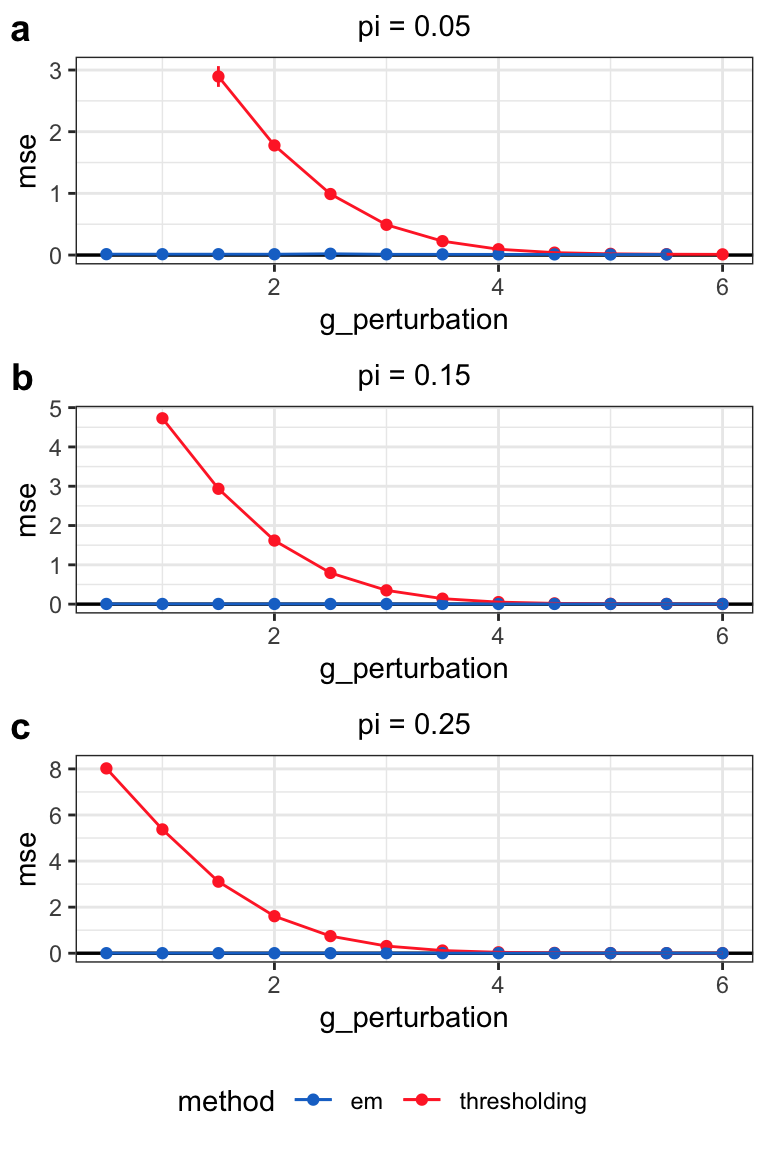 a
pi = 0.05
3
2
1
0
mse
2 4 6
g_perturbation
b
pi = 0.15
5
4
3
2
1
0
mse
2 4 6
g_perturbation
c
pi = 0.25
8
6
4
2
0
mse
2 4 6
g_perturbation
method em thresholding